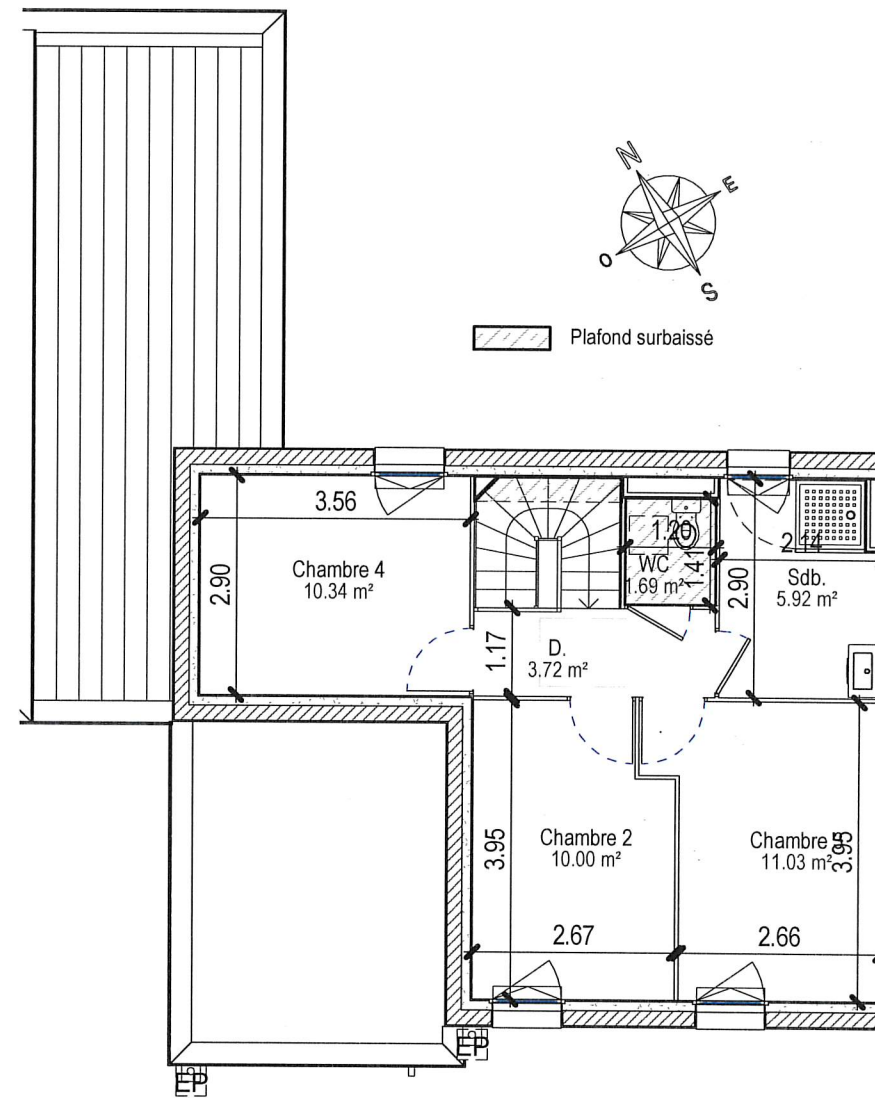 N
E
O
S
Plafond surbaissé
3.56
2.90
Chambre 4
10.34 m²
1.20
1.41
WC
1.69 m²
2.14
2.90
Sdb.
5.92 m²
1.17
D.
3.72 m²
3.95
Chambre 2
10.00 m²
Chambre
11.03 m²
3.95
2.67
2.66
EP
EP